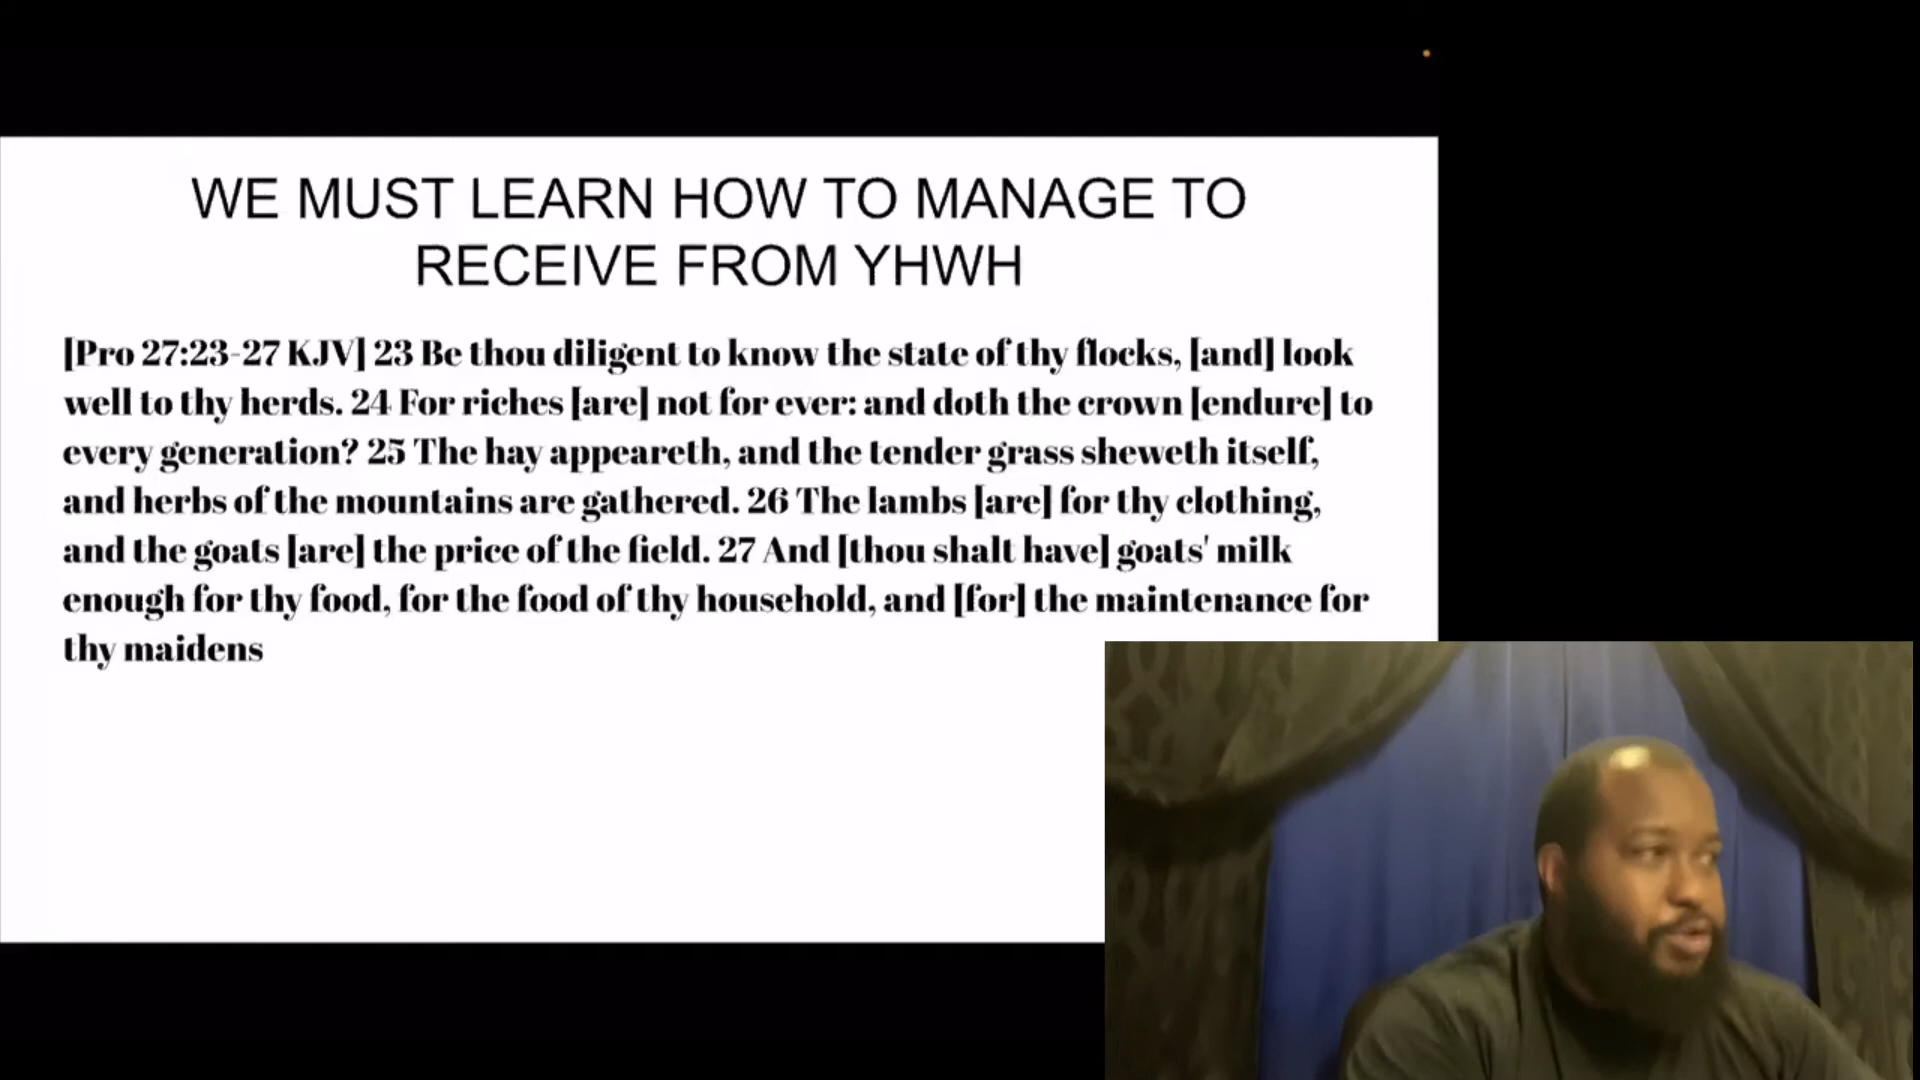 WE MUST LEARN HOW TO MANAGE TO
RECEIVE FROM YHWH
[Pro 27:23-27 KJV] 23 Be thou diligent to know the state of thy flocks, [and] look
well to thy herds. 24 For riches [are] not for ever: and doth the crown [endure] to
every generation? 25 The hay appeareth, and the tender grass sheweth itself,
and herbs of the mountains are gathered. 26 The lambs [are] for thy clothing,
and the goats [are] the price of the field. 27 And [thou shalt have] goats' milk
enough for thy food, for the food of thy household, and [for] the maintenance for
thy maidens